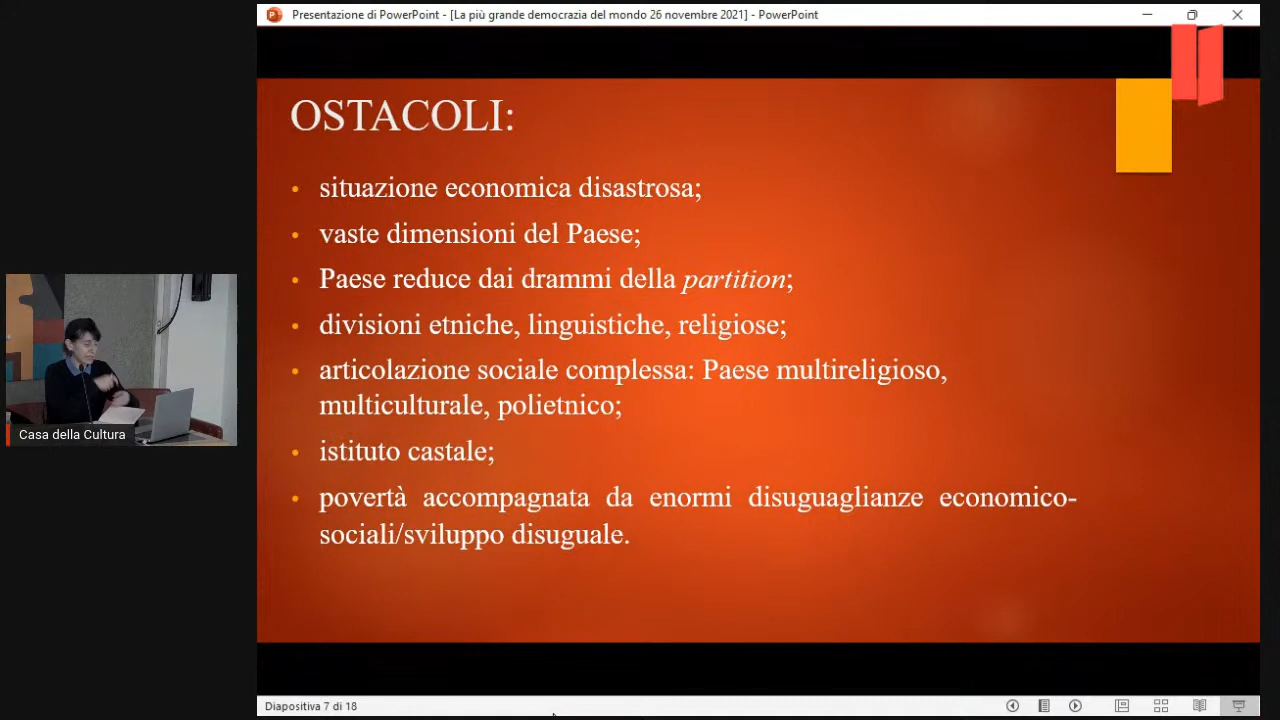 Presentazione di PowerPoint - [La più grande democrazia del mondo 26 novembre 2021] - PowerPoint
OSTACOLI:
• situazione economica disastrosa;
• vaste dimensioni del Paese;
• Paese reduce dai drammi della partition;
• divisioni etniche, linguistiche, religiose;
• articolazione sociale complessa: Paese multireligioso,
multiculturale, polietnico;
• istituto castale;
• povertà accompagnata da enormi disuguaglianze economico-
sociali/sviluppo disuguale.
Casa della Cultura
Diapositiva 7 di 18